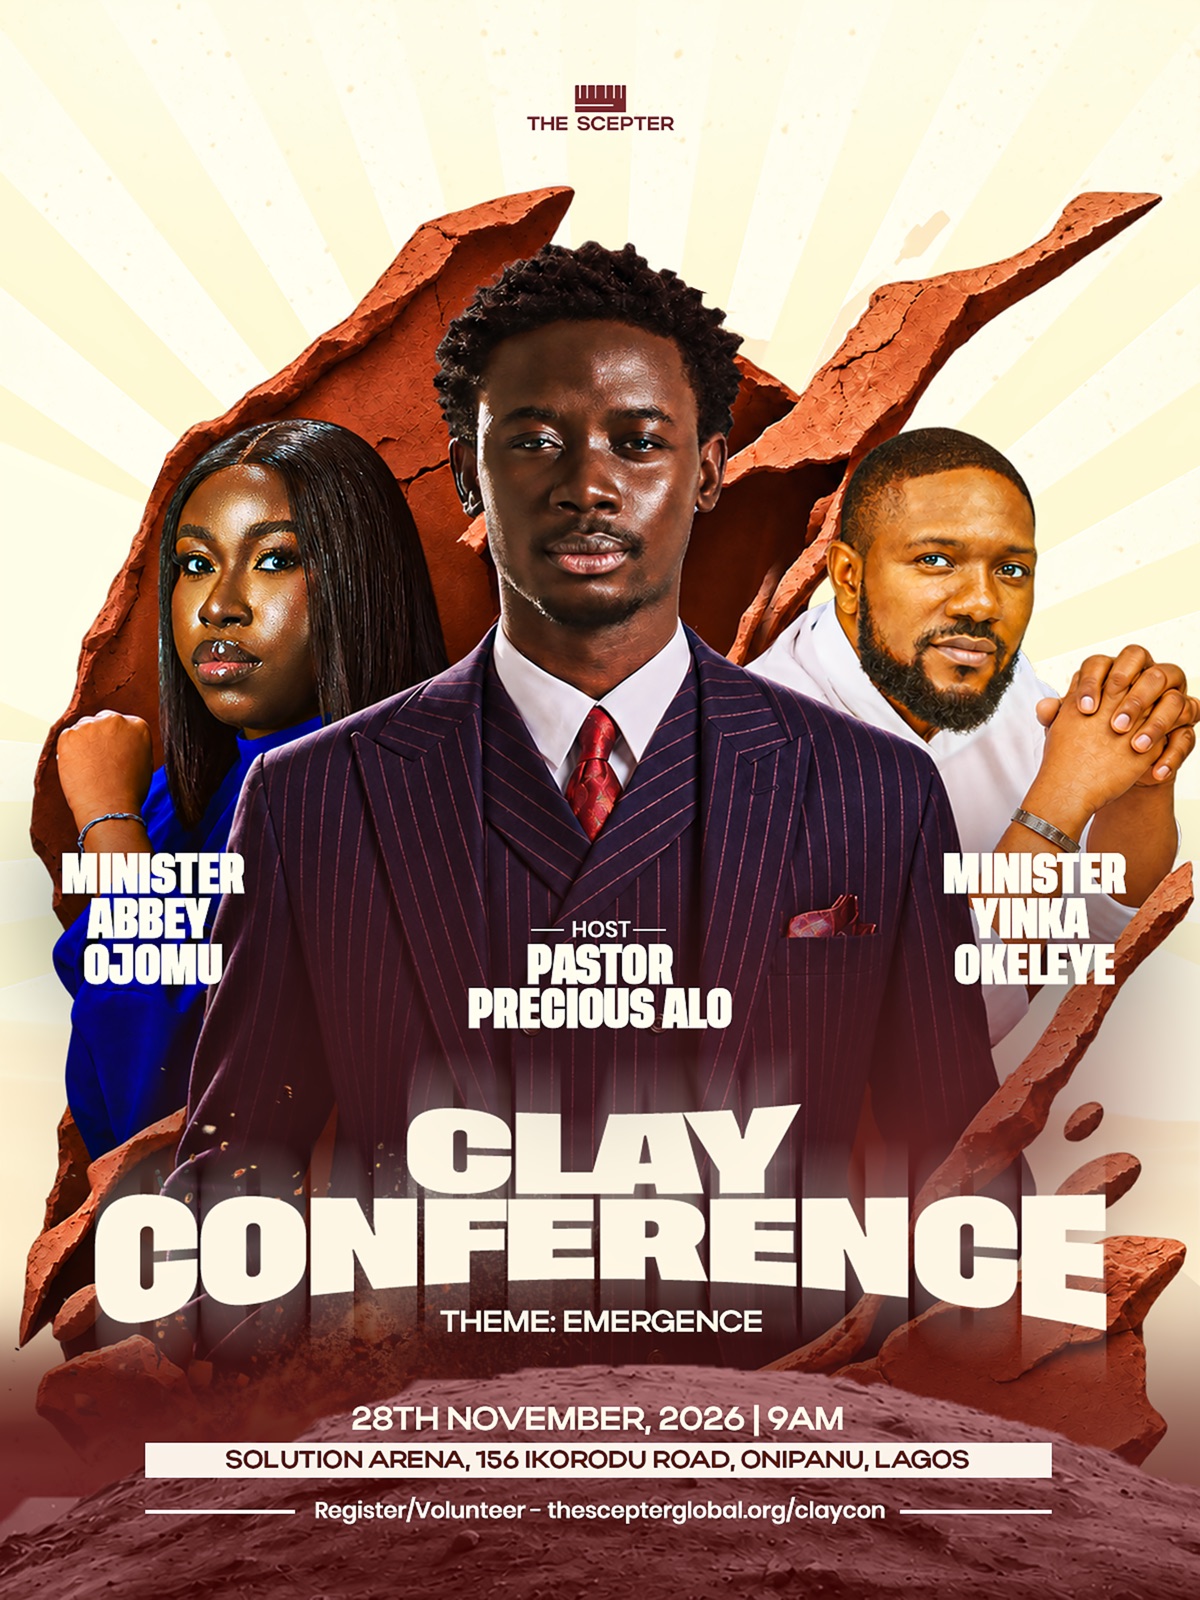 THE SCEPTER
MINISTER
ABBEY
OJOMU
HOST
PASTOR
PRECIOUS ALO
MINISTER
YINKA
OKELEYE
CLAY
CONFERENCE
THEME: EMERGENCE
28TH NOVEMBER, 2026 | 9AM
SOLUTION ARENA, 156 IKORODU ROAD, ONIPANU, LAGOS
Register/Volunteer - thescepterglobal.org/claycon